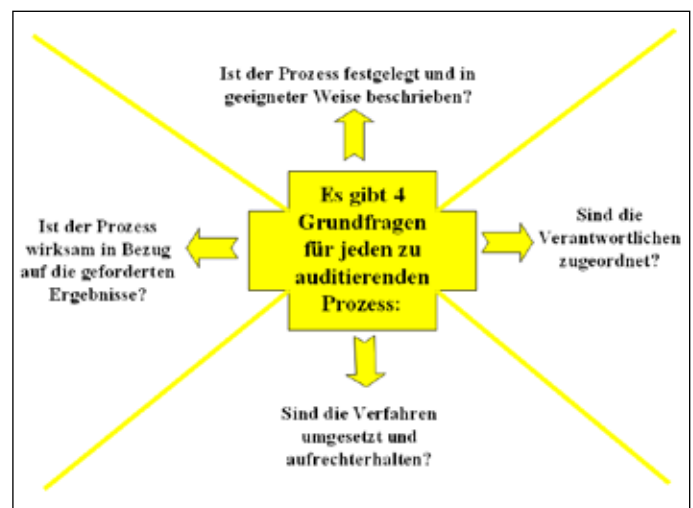 Ist der Prozess festgelegt und in
geeigneter Weise beschrieben?
Es gibt 4
Grundfragen
für jeden zu
auditierenden
Prozess:
Ist der Prozess
wirksam in Bezug
auf die geforderten
Ergebnisse?
Sind die
Verantwortlichen
zugeordnet?
Sind die Verfahren
umgesetzt und
aufrechterhalten?